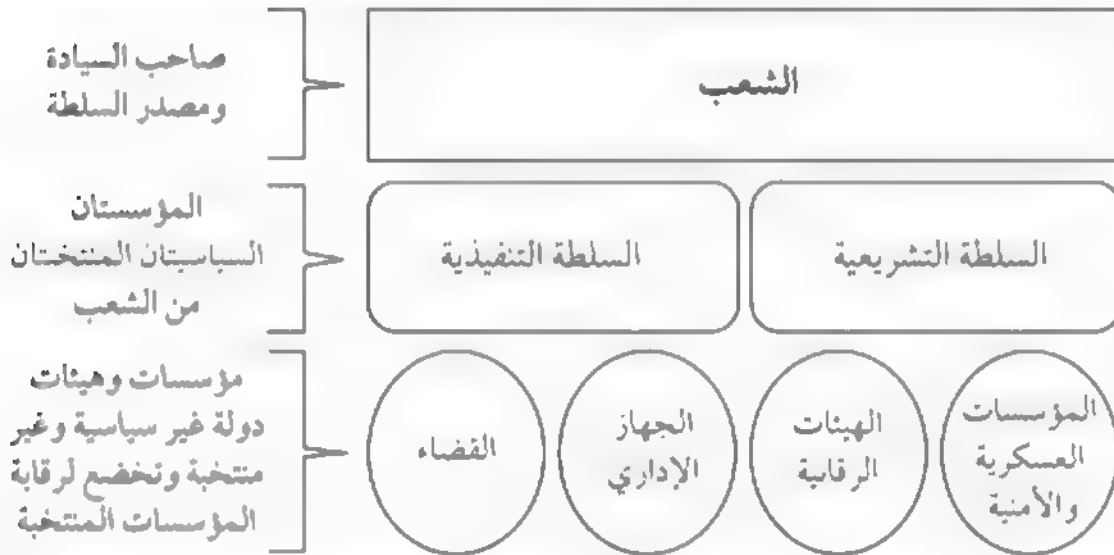 صاحب السيادة
ومصدر السلطة
الشعب
المؤسستان
السياسيتان المنتخبتان
من الشعب
السلطة التشريعية
السلطة التنفيذية
مؤسسات وهيئات
دولة غير سياسية وغير
منتخبة وتخضع لرقابة
المؤسسات المنتخبة
المؤسسات
العسكرية
والأمنية
الهيئات
الرقابية
الجهاز
الإداري
القضاء